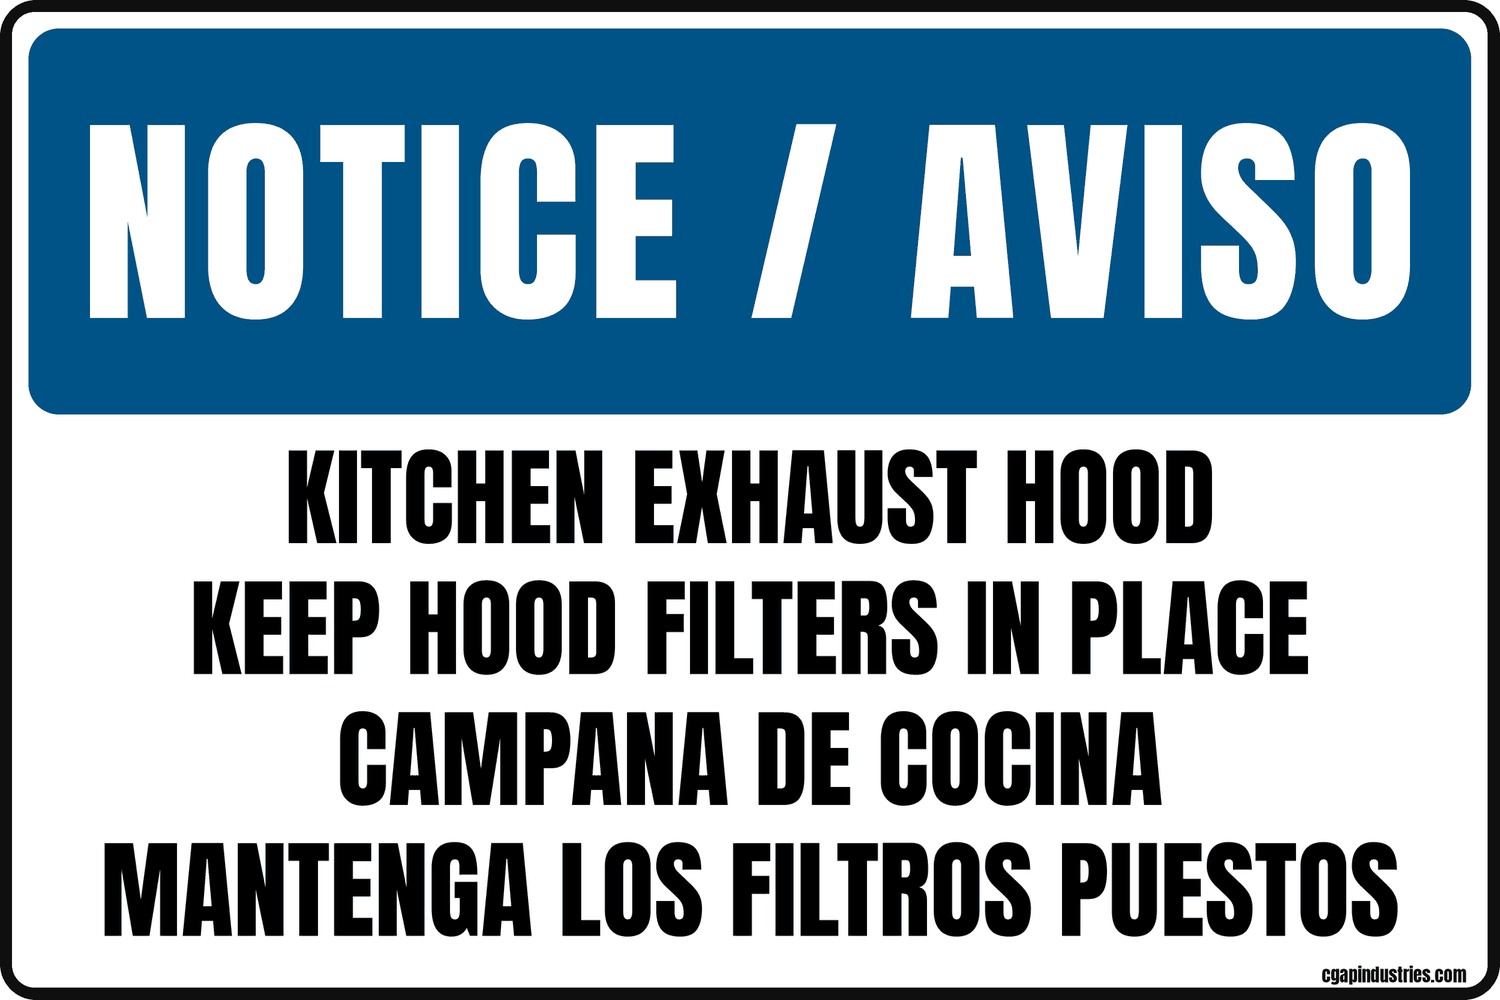 NOTICE / AVISO
KITCHEN EXHAUST HOOD
KEEP HOOD FILTERS IN PLACE
CAMPANA DE COCINA
MANTENGA LOS FILTROS PUESTOS
cgapindustries.com